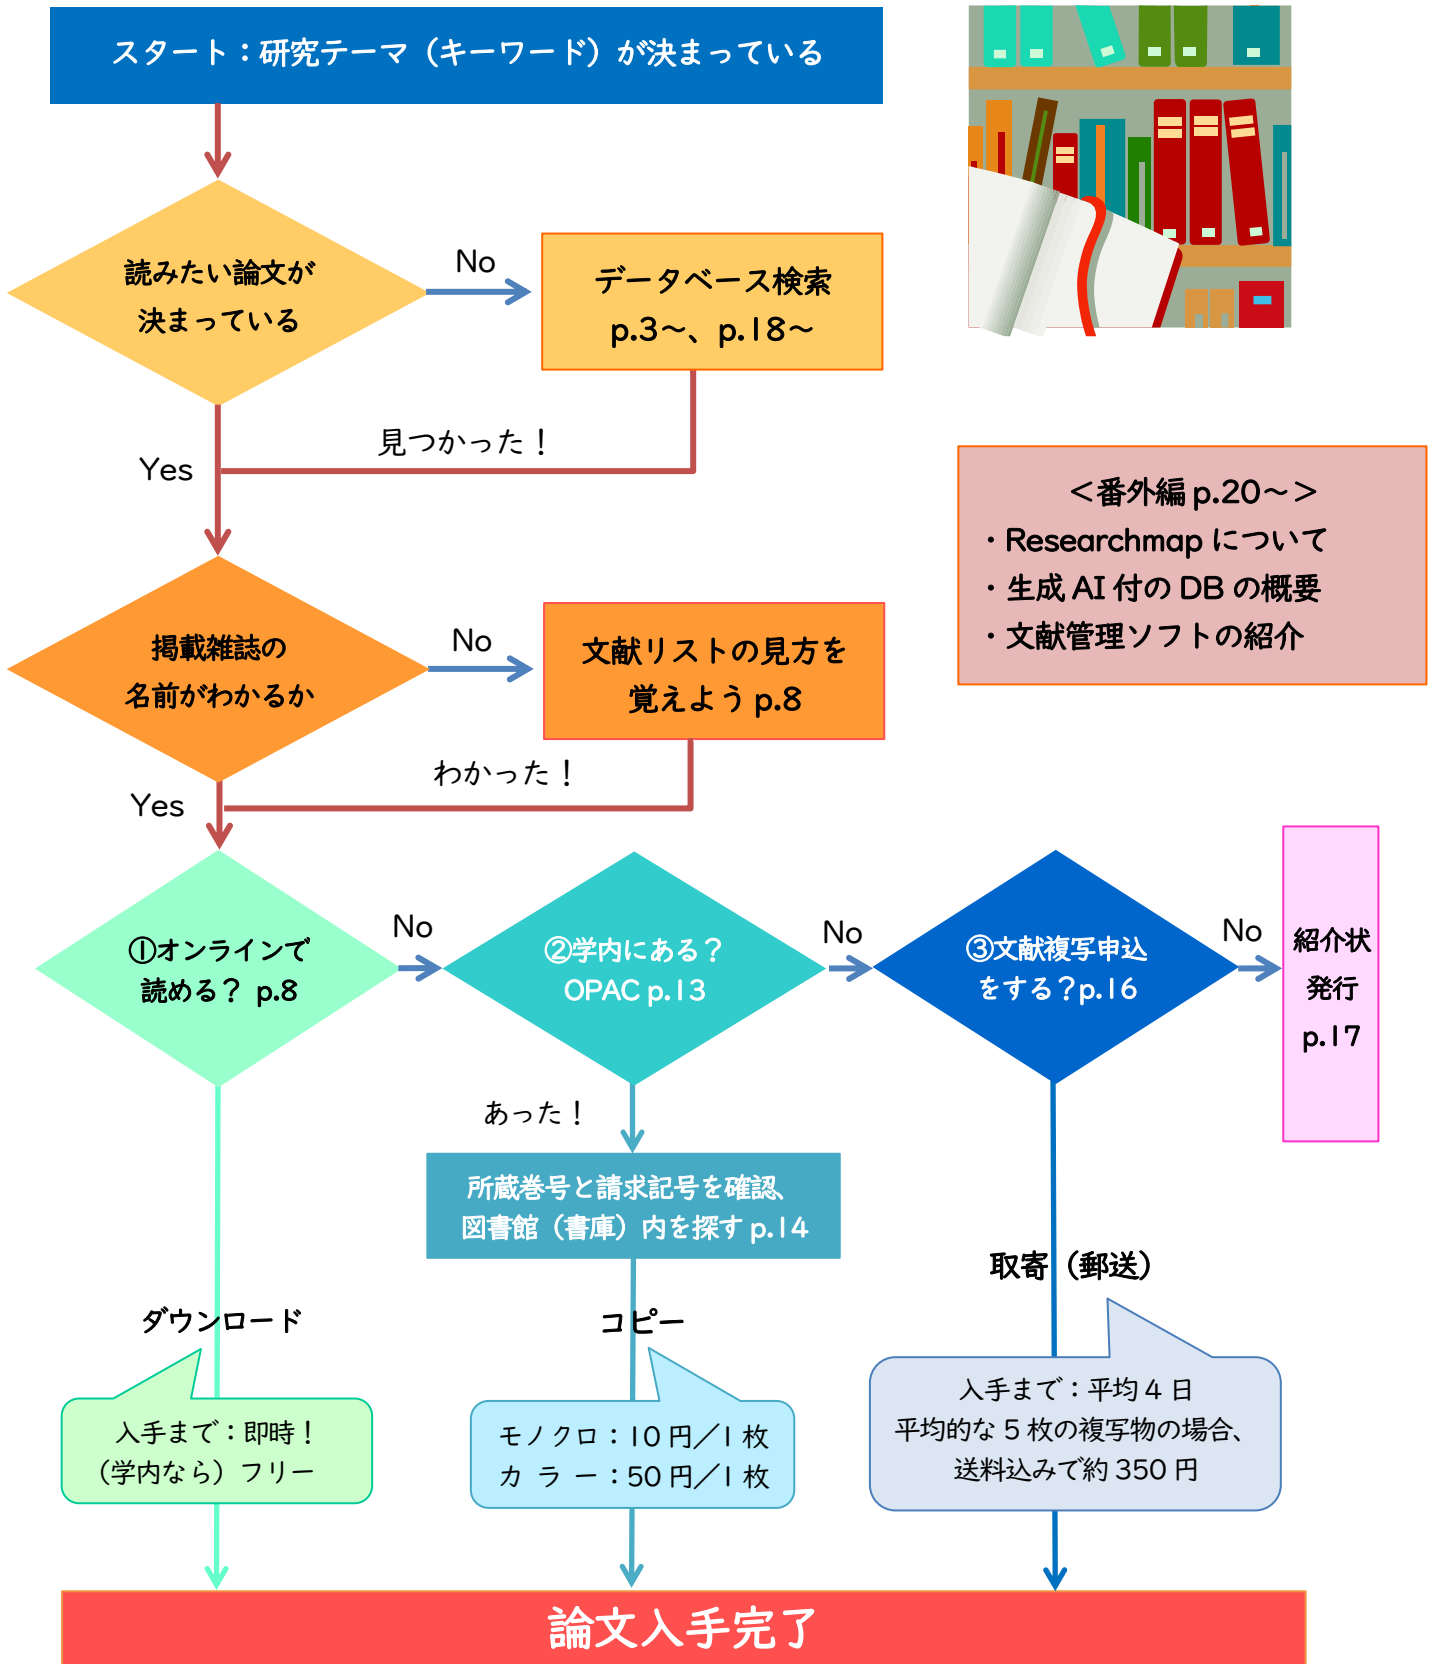 スタート：研究テーマ（キーワード）が決まっている
読みたい論文が
決まっている
No
データベース検索
p.3～、p.18～
見つかった！
Yes
＜番外編 p.20～＞
・Researchmap について
・生成 AI 付の DB の概要
・文献管理ソフトの紹介
掲載雑誌の
名前がわかるか
No
文献リストの見方を
覚えよう p.8
わかった！
Yes
①オンラインで
読める？ p.8
No
②学内にある？
OPAC p.13
No
③文献複写申込
をする？p.16
No
紹介状
発行
p.17
あった！
所蔵巻号と請求記号を確認、
図書館（書庫）内を探す p.14
取寄（郵送）
ダウンロード
コピー
入手まで：即時！
（学内なら）フリー
モノクロ：10 円／1 枚
カ ラ ー：50 円／1 枚
入手まで：平均 4 日
平均的な 5 枚の複写物の場合、
送料込みで約 350 円
論文入手完了